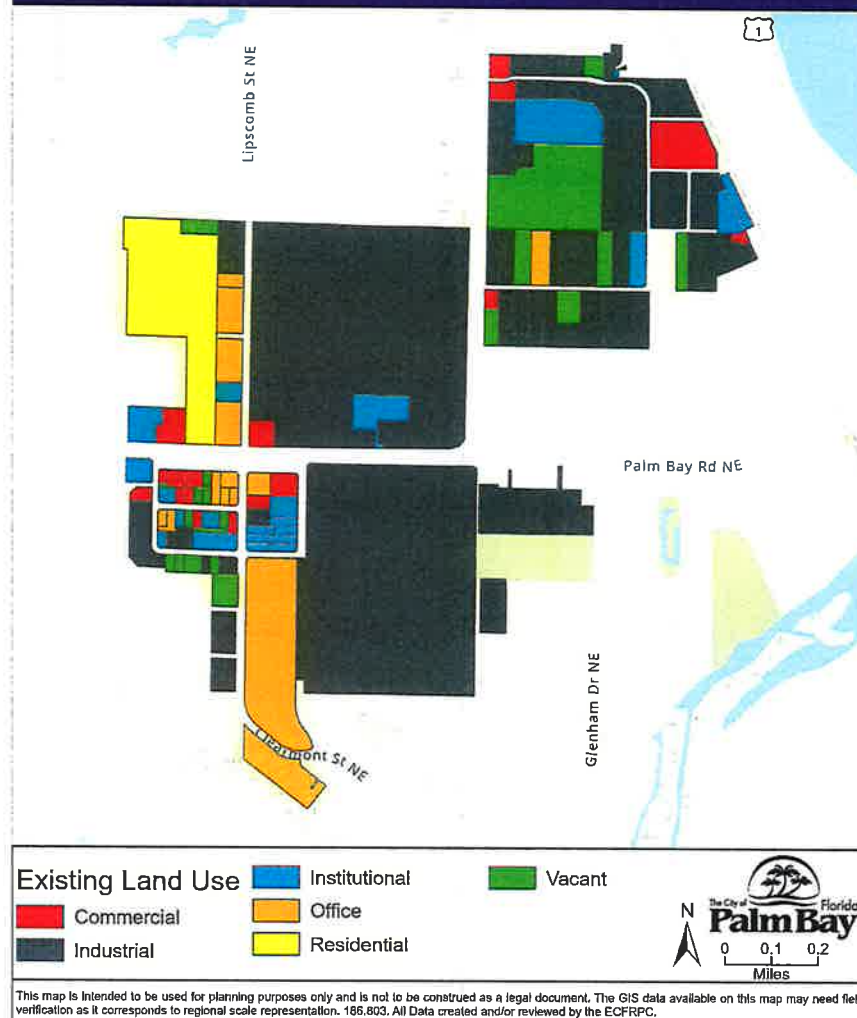 1
Lipscomb St NE
Palm Bay Rd NE
Glenham Dr NE
Clearmont St NE
Existing Land Use
Commercial
Industrial
Institutional
Office
Residential
Vacant
N
The City of
Florida
Palm Bay
0 0.1 0.2
Miles
This map is intended to be used for planning purposes only and is not to be construed as a legal document. The GIS data available on this map may need fiel
verification as it corresponds to regional scale representation. 186,803. All Data created and/or reviewed by the ECFRPC.